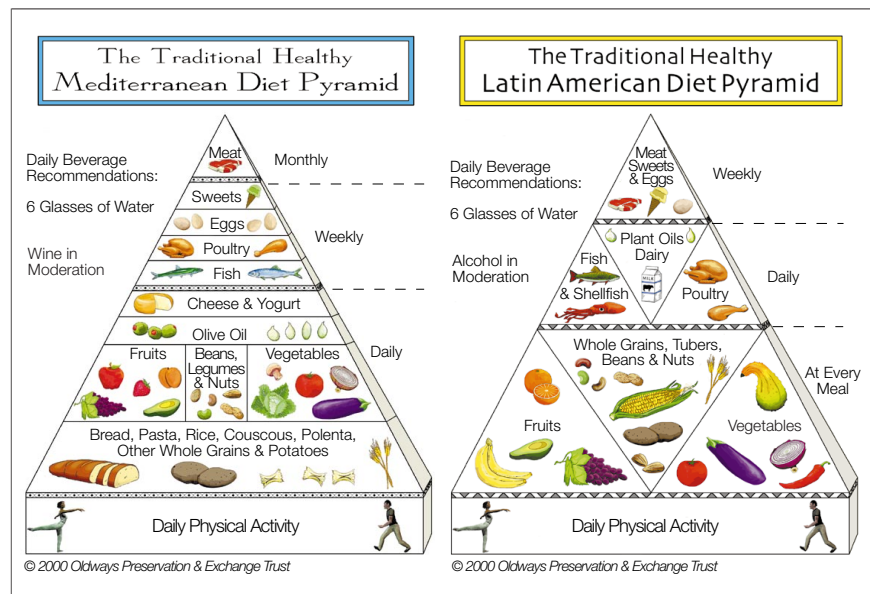 The Traditional Healthy
Mediterranean Diet Pyramid
Daily Beverage
Recommendations:
6 Glasses of Water
Wine in
Moderation
Meat
Monthly
Sweets
Eggs
Poultry
Fish
Weekly
Cheese & Yogurt
Olive Oil
Fruits
Beans,
Legumes
& Nuts
Vegetables
Daily
Bread, Pasta, Rice, Couscous, Polenta,
Other Whole Grains & Potatoes
Daily Physical Activity
© 2000 Oldways Preservation & Exchange Trust
The Traditional Healthy
Latin American Diet Pyramid
Daily Beverage
Recommendations:
6 Glasses of Water
Alcohol in
Moderation
Meat
Sweets
& Eggs
Weekly
Plant Oils
Dairy
MILK
Fish
& Shellfish
Poultry
Daily
Whole Grains, Tubers,
Beans & Nuts
At Every
Meal
Fruits
Vegetables
Daily Physical Activity
© 2000 Oldways Preservation & Exchange Trust